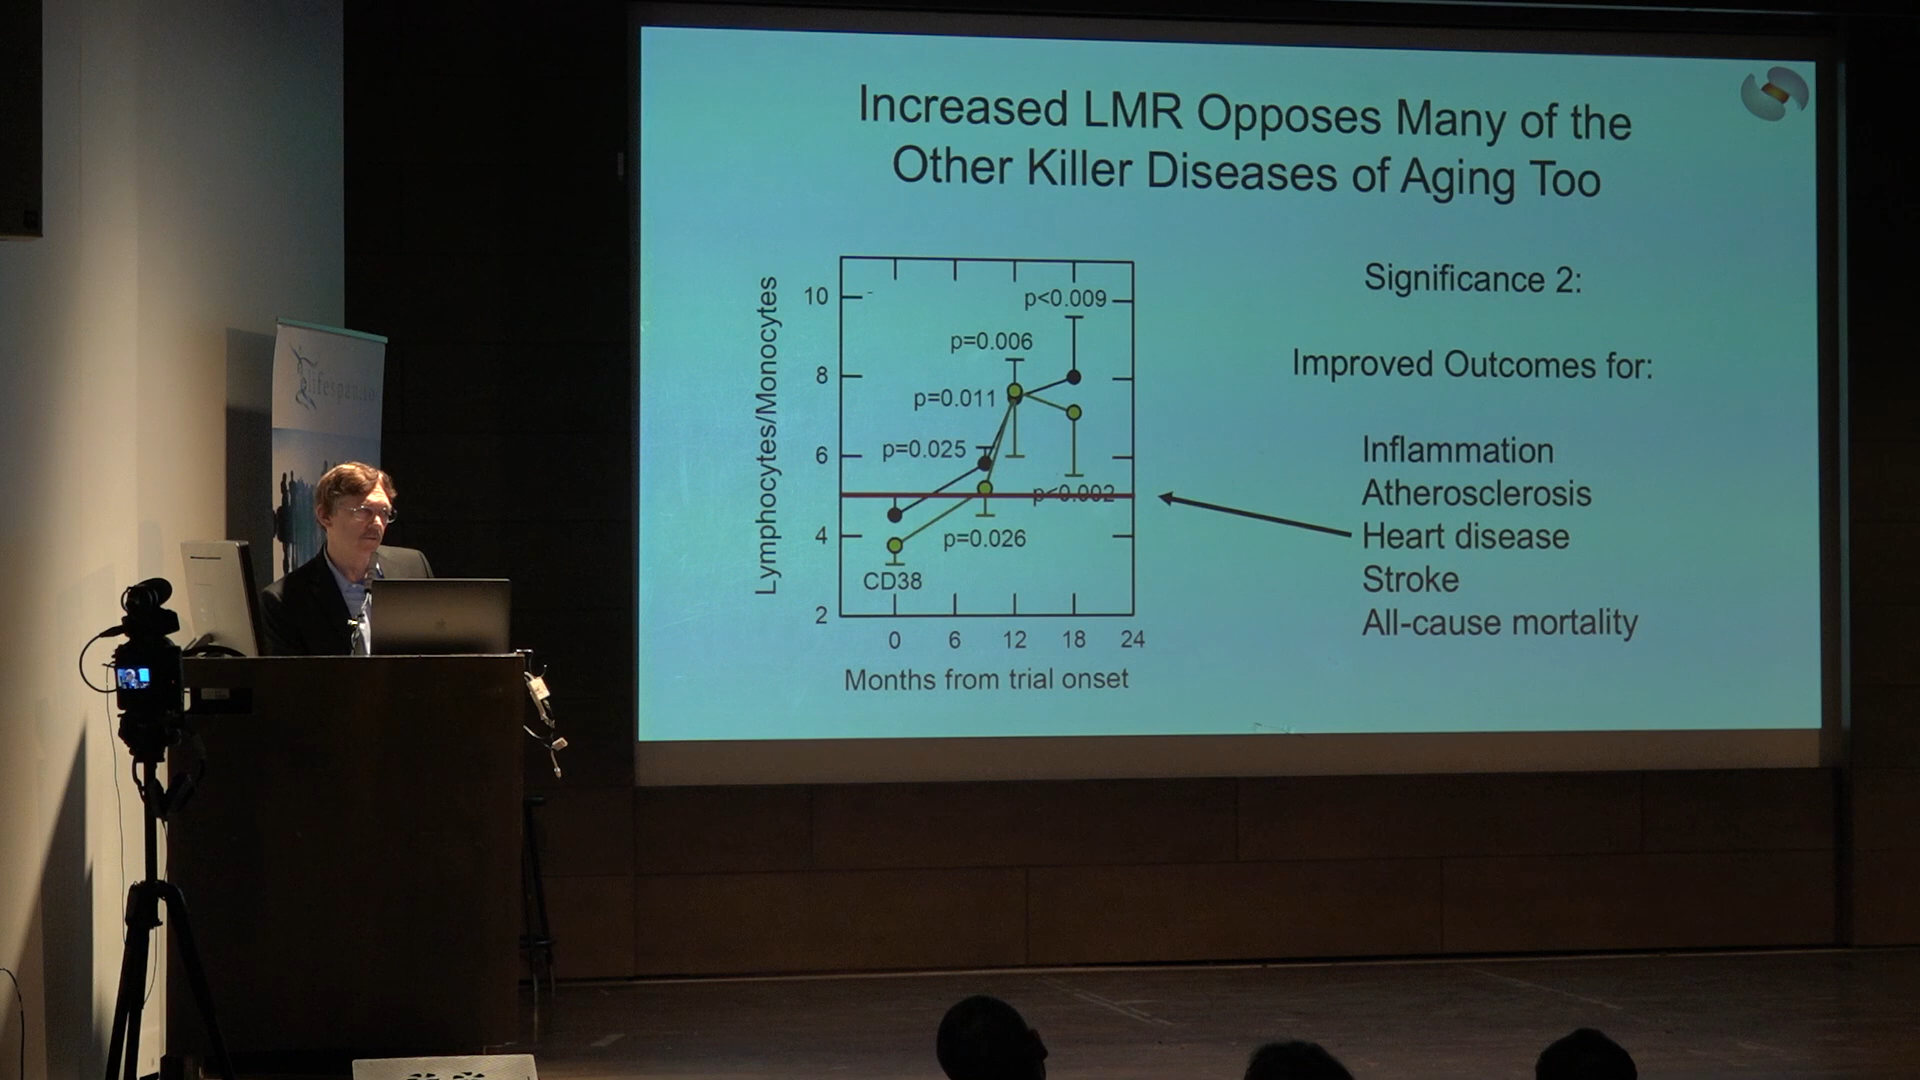 Increased LMR Opposes Many of the
Other Killer Diseases of Aging Too
Lymphocytes/Monocytes
10
8
6
4
2
p<0.009
p=0.006
p=0.011
p=0.025
p<0.002
p=0.026
CD38
0 6 12 18 24
Months from trial onset
Significance 2:
Improved Outcomes for:
Inflammation
Atherosclerosis
Heart disease
Stroke
All-cause mortality
lifespan.io